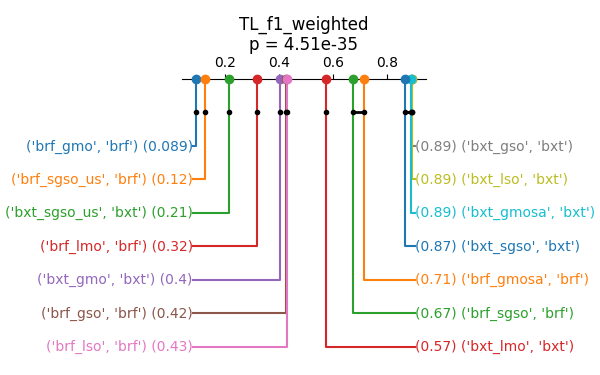 TL_f1_weighted
p = 4.51e-35
0.2 0.4 0.6 0.8
('brf_gmo', 'brf') (0.089)
('brf_sgso_us', 'brf') (0.12)
('bxt_sgso_us', 'bxt') (0.21)
('brf_lmo', 'brf') (0.32)
('bxt_gmo', 'bxt') (0.4)
('brf_gso', 'brf') (0.42)
('brf_lso', 'brf') (0.43)
(0.89) ('bxt_gso', 'bxt')
(0.89) ('bxt_lso', 'bxt')
(0.89) ('bxt_gmosa', 'bxt')
(0.87) ('bxt_sgso', 'bxt')
(0.71) ('brf_gmosa', 'brf')
(0.67) ('brf_sgso', 'brf')
(0.57) ('bxt_lmo', 'bxt')